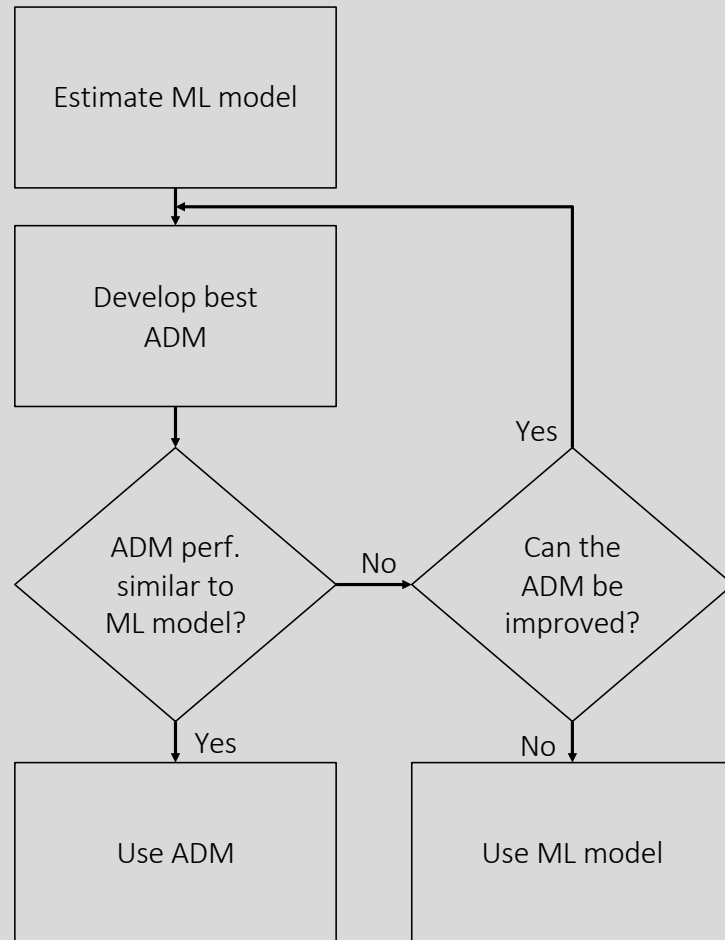 Estimate ML model
Develop best
ADM
Yes
ADM perf.
similar to
ML model?
No
Can the
ADM be
improved?
Yes
No
Use ADM
Use ML model